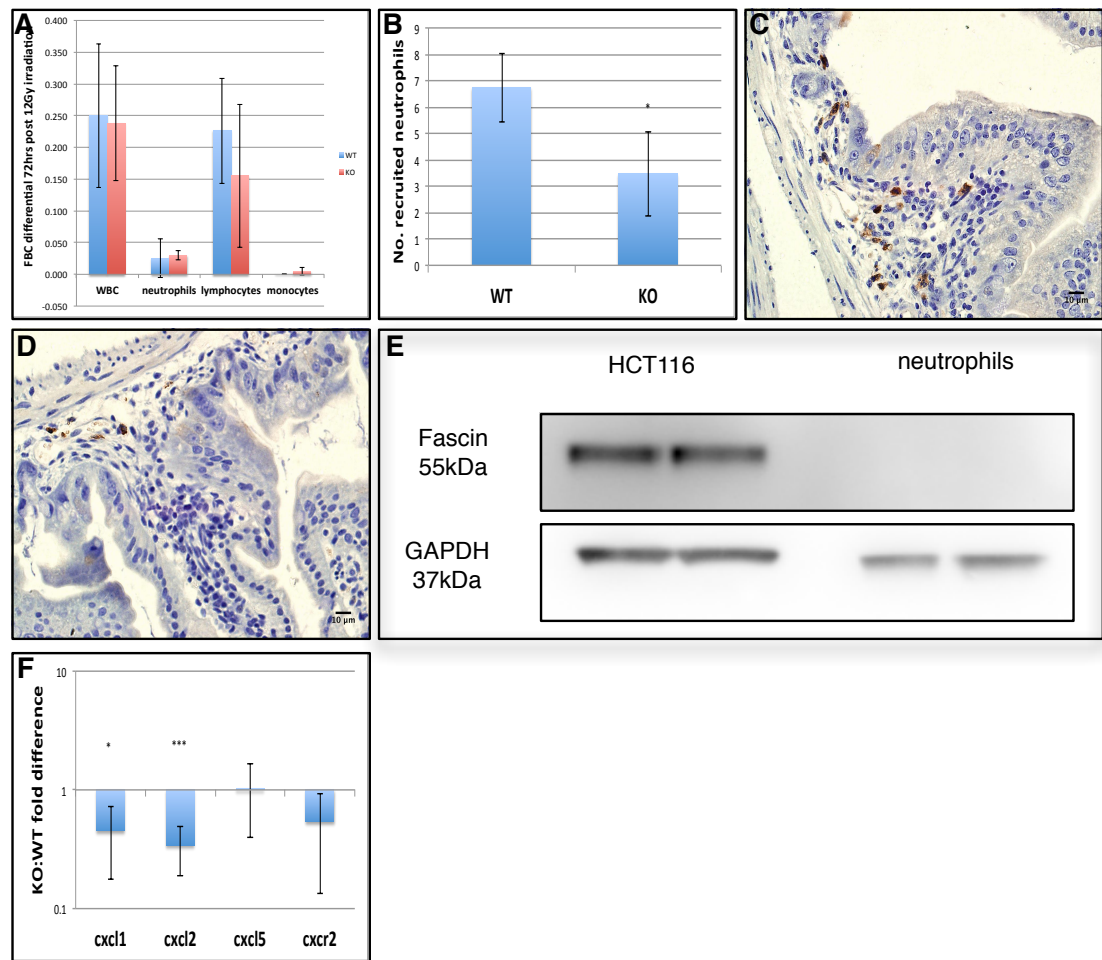 A
FBC differential 72hrs post 12Gy irradiation
0.400
0.350
0.300
0.250
0.200
0.150
0.100
0.050
0.000
-0.050
WBC neutrophils lymphocytes monocytes
WT
KO
B
No. recruited neutrophils
9
8
7
6
5
4
3
2
1
0
*
WT KO
C
10 µm
D
10 µm
E
HCT116 neutrophils
Fascin
55kDa
GAPDH
37kDa
F
KO:WT fold difference
10
1
0.1
* ***
cxcl1 cxcl2 cxcl5 cxcr2